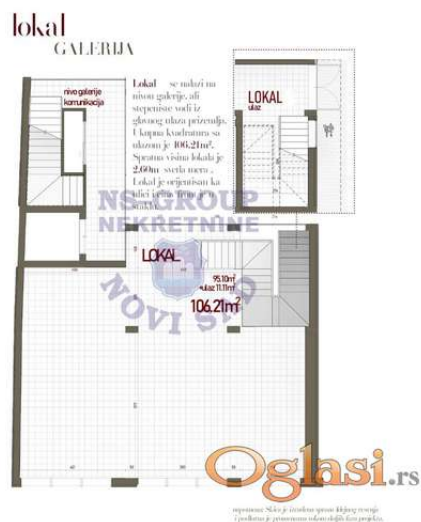 lokal
GALERIJA
nivo galerije
komunikacija
Lokal se nalazi na
nivou galerije, ali
stepenište vodi iz
glavnog ulaza prizemlja.
Ukupna kvadratura sa
ulazom je 106,21m².
Spratna visina lokala je
2,60m svetla mera.
Lokal je orijentisan ka
ulici i
LOKAL
ulaz
NS-GROUP
NEKRETNINE
NOVI SAD
LOKAL
95.10m²
+ulaz 11.11m²
106,21m²
Oglasi.rs